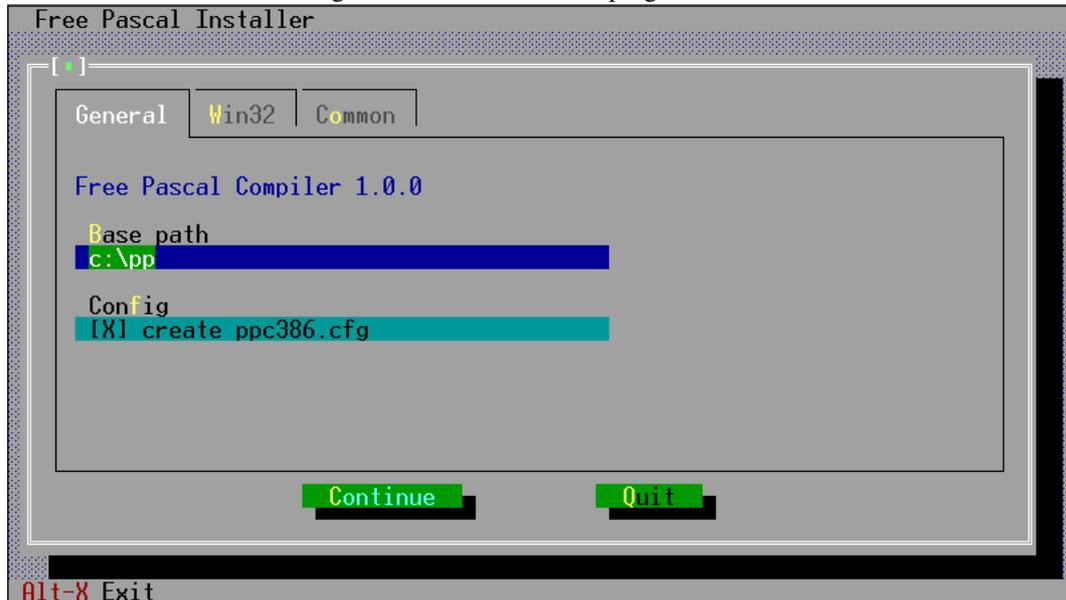 Free Pascal Installer
[▪]
General Win32 Common
Free Pascal Compiler 1.0.0
Base path
c:\pp
Config
[X] create ppc386.cfg
Continue Quit
Alt-X Exit